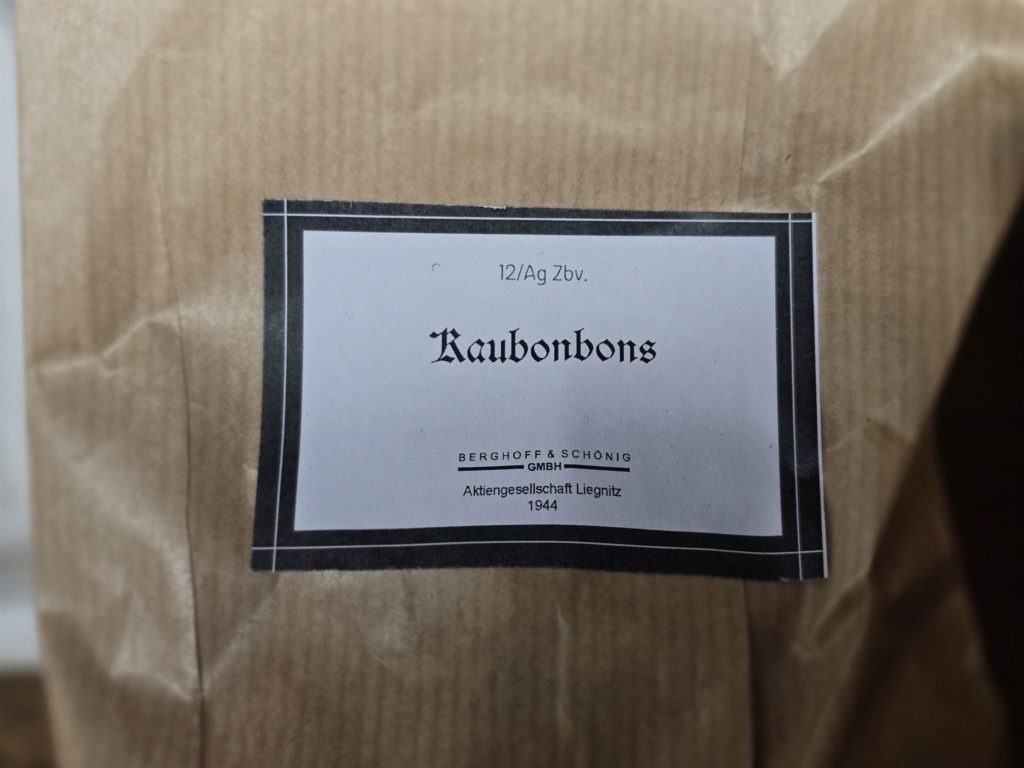 12/Ag Zbv.
Kaubonbons
BERGHOFF & SCHÖNIG
GMBH
Aktiengesellschaft Liegnitz
1944